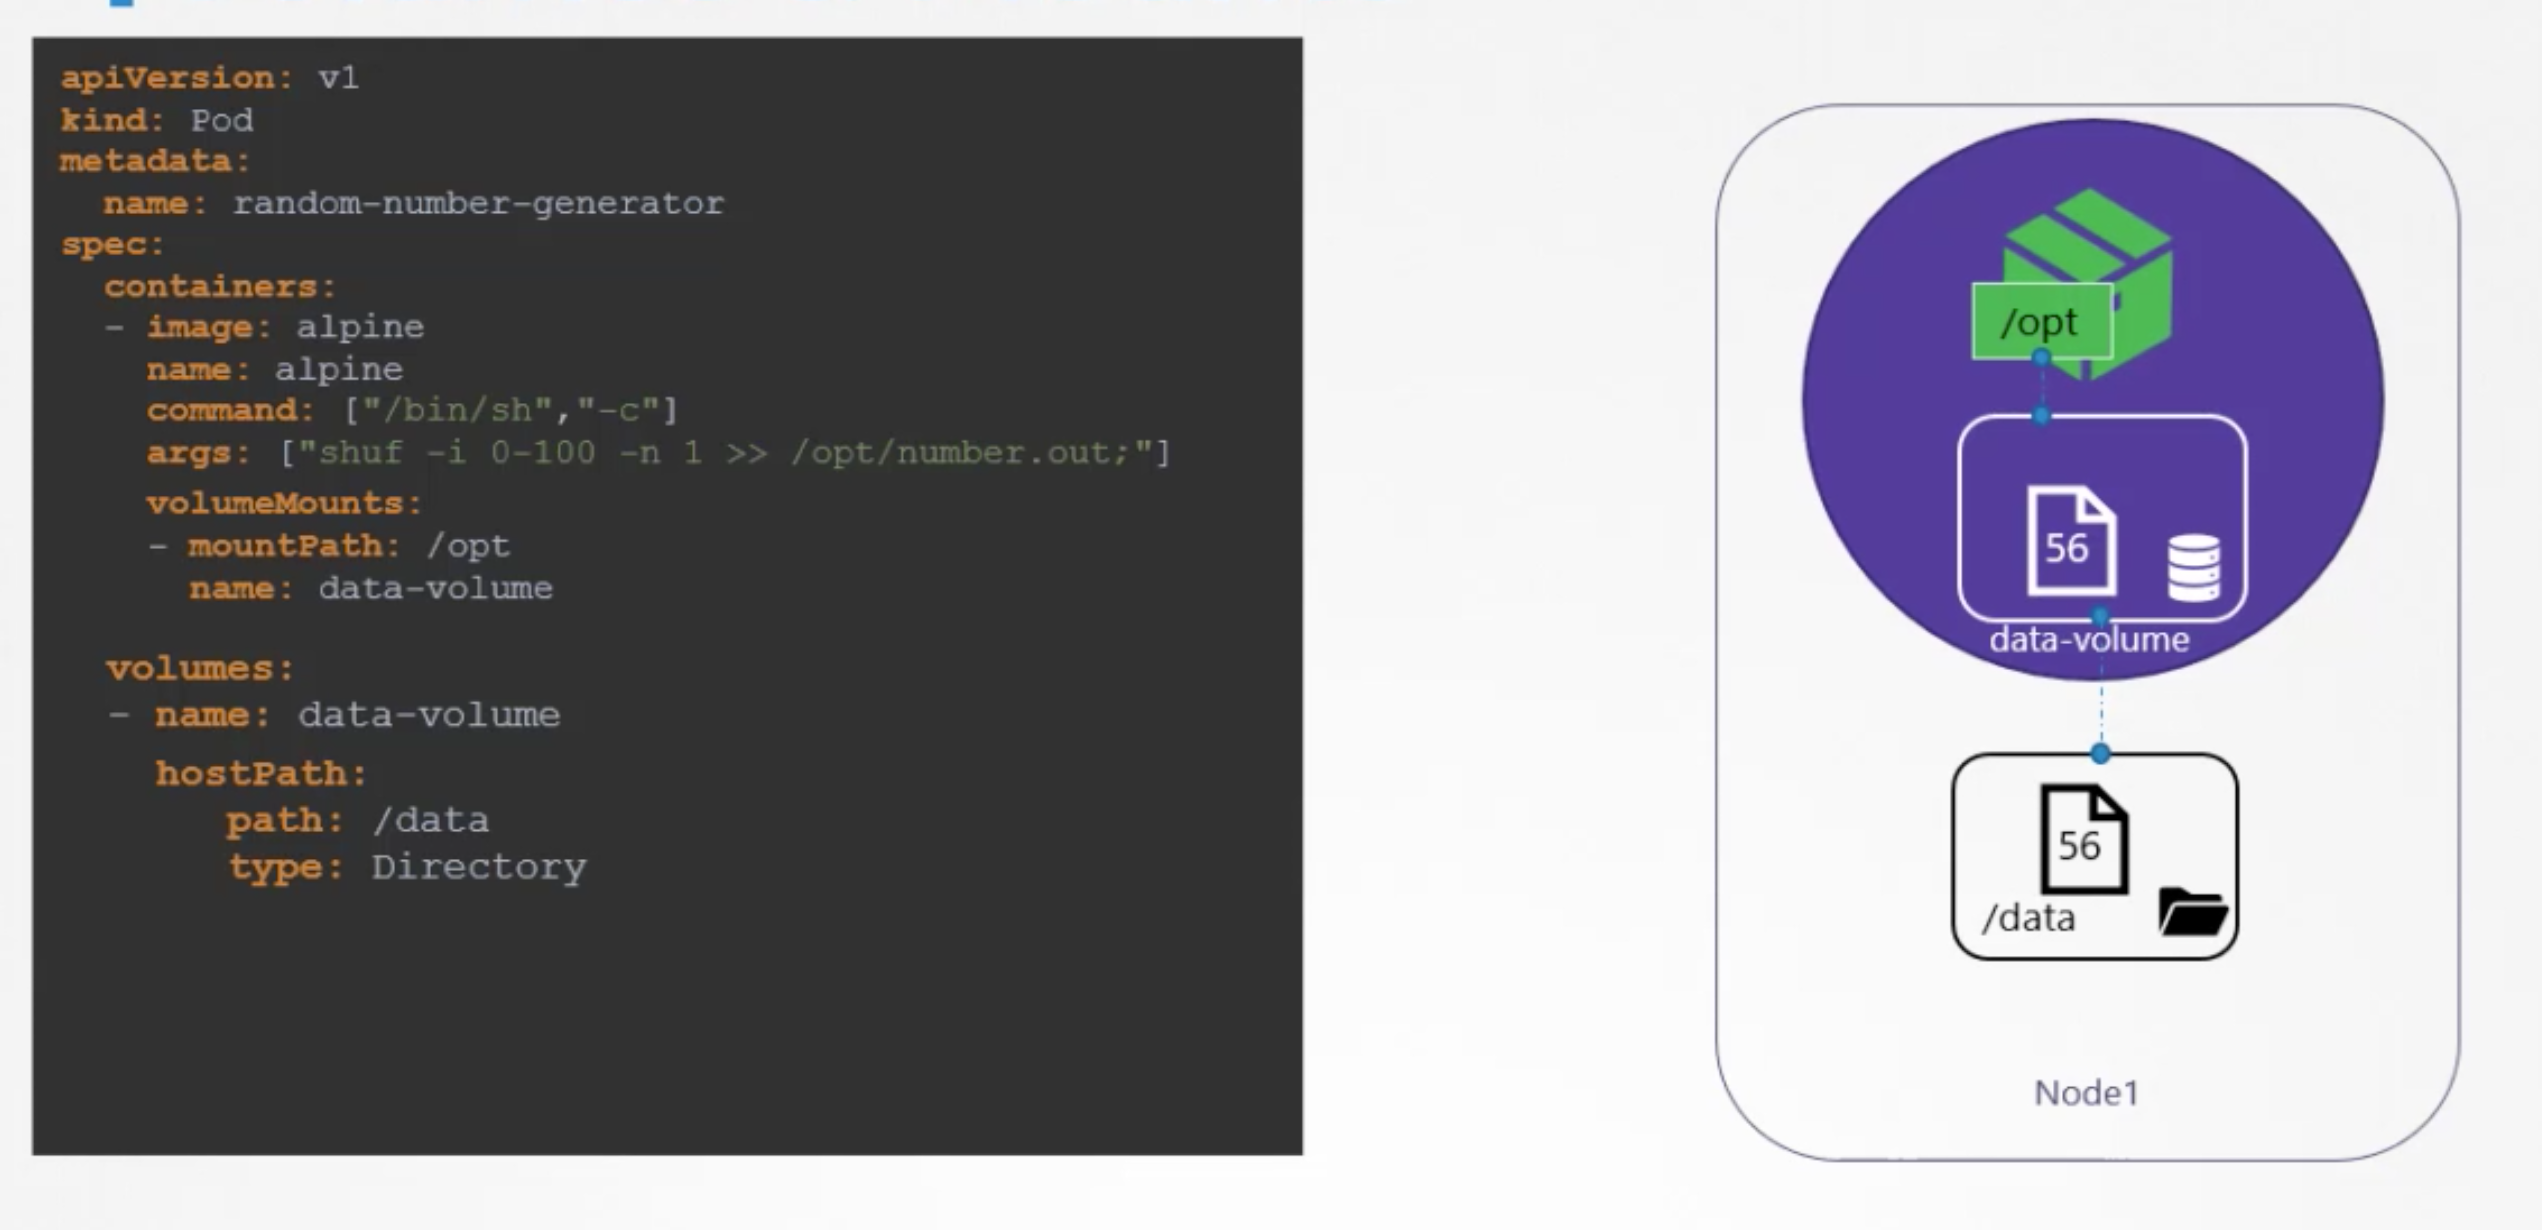 apiVersion: v1
kind: Pod
metadata:
  name: random-number-generator
spec:
  containers:
  - image: alpine
    name: alpine
    command: ["/bin/sh","-c"]
    args: ["shuf -i 0-100 -n 1 >> /opt/number.out;"]
    volumeMounts:
    - mountPath: /opt
      name: data-volume
  volumes:
  - name: data-volume
    hostPath:
      path: /data
      type: Directory
/opt
56
data-volume
56
/data
Node1